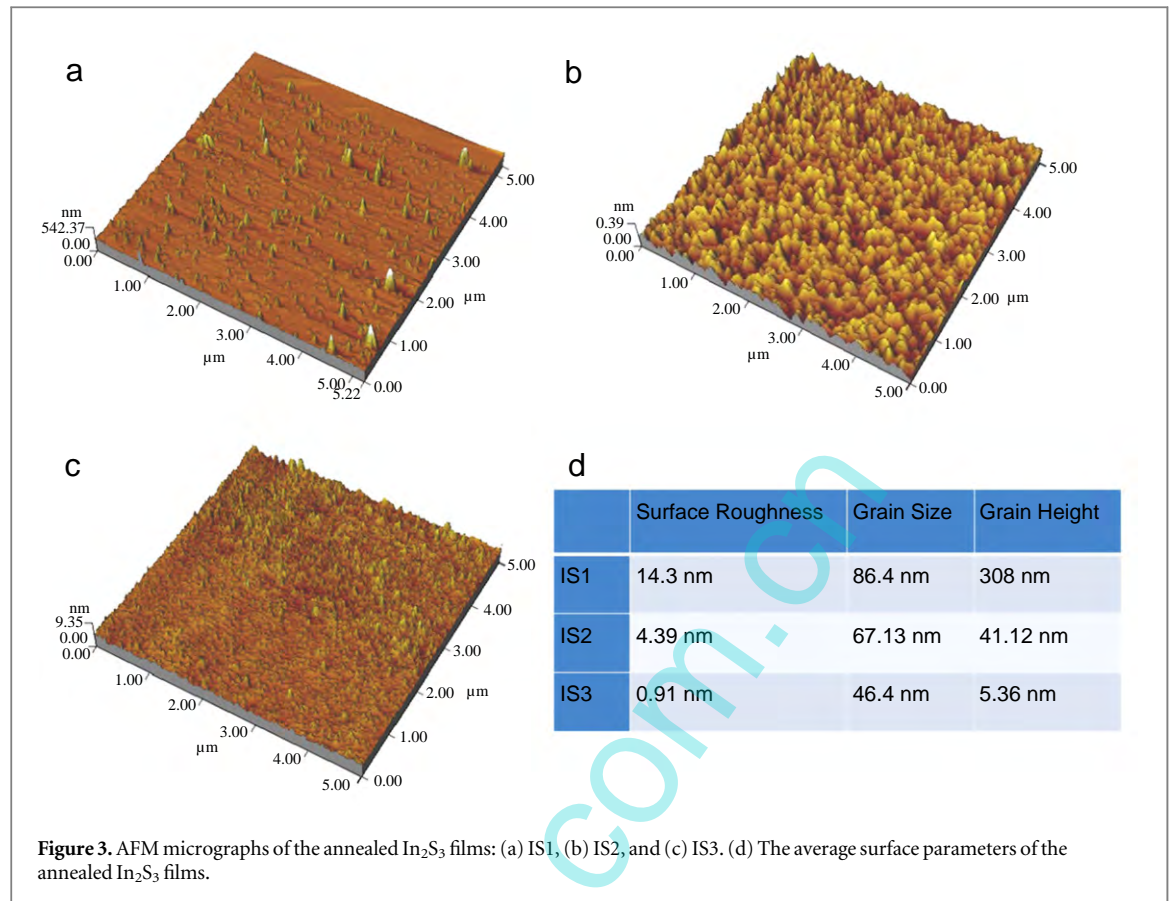 a
nm
542.37
0.00
0.00
1.00
2.00
3.00
4.00
5.00
5.22
µm
0.00
1.00
2.00
3.00
4.00
5.00
µm
b
nm
0.39
0.00
0.00
1.00
2.00
3.00
4.00
5.00
µm
0.00
1.00
2.00
3.00
4.00
5.00
µm
c
nm
9.35
0.00
0.00
1.00
2.00
3.00
4.00
5.00
µm
0.00
1.00
2.00
3.00
4.00
5.00
µm
d
Surface Roughness Grain Size Grain Height
IS1 14.3 nm 86.4 nm 308 nm
IS2 4.39 nm 67.13 nm 41.12 nm
IS3 0.91 nm 46.4 nm 5.36 nm
com.cn
Figure 3. AFM micrographs of the annealed In₂S₃ films: (a) IS1, (b) IS2, and (c) IS3. (d) The average surface parameters of the
annealed In₂S₃ films.